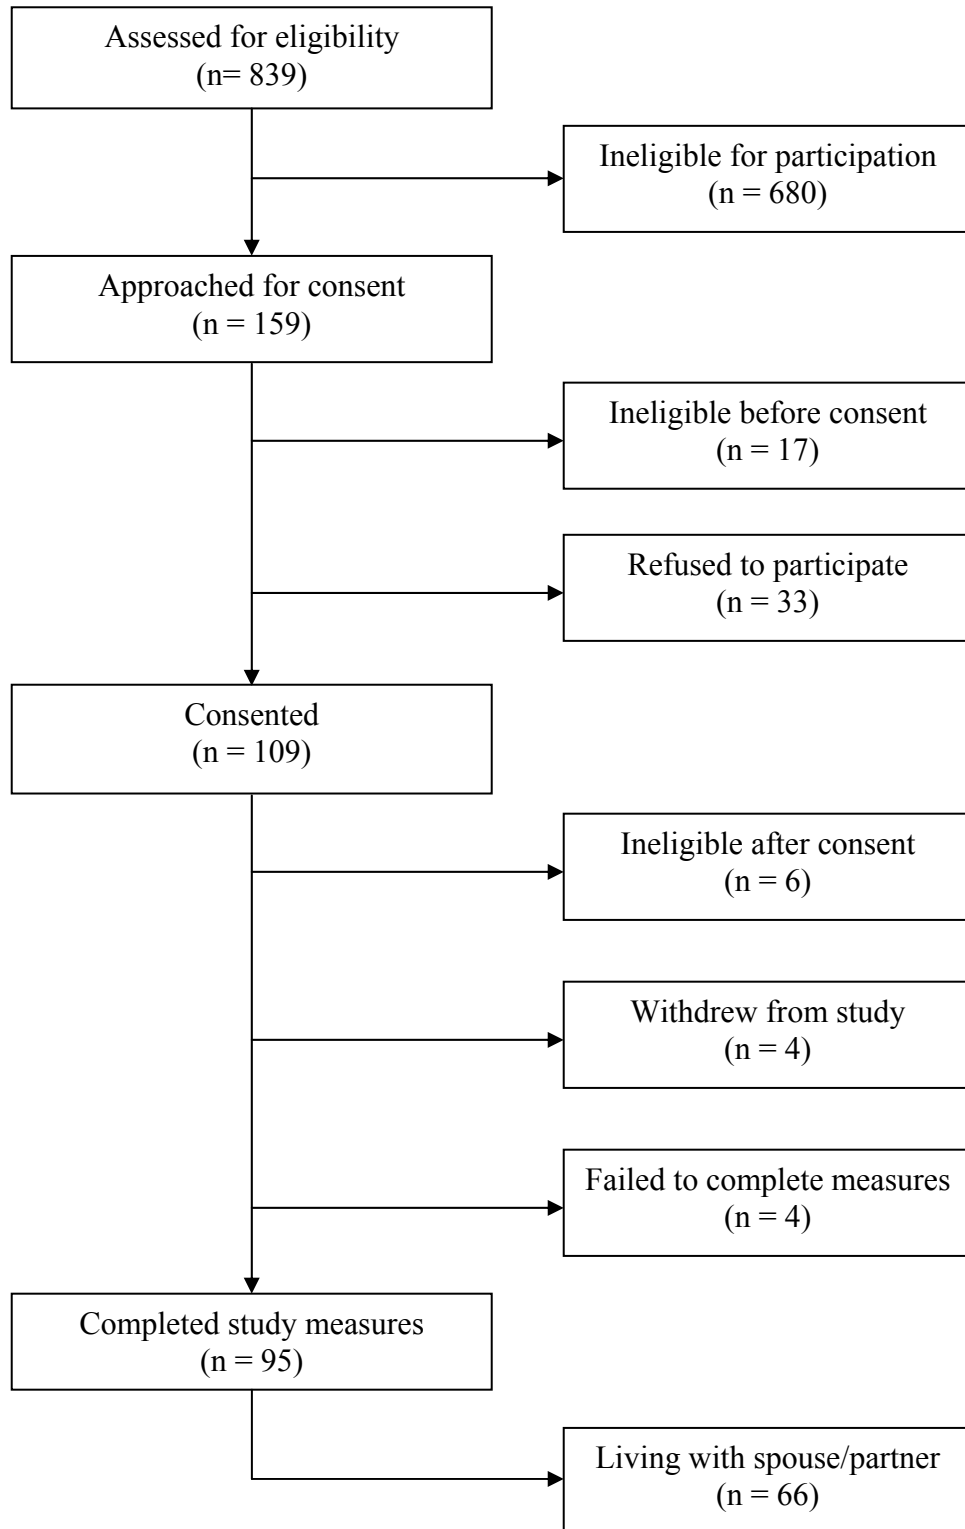 Assessed for eligibility
(n= 839)
Ineligible for participation
(n = 680)
Approached for consent
(n = 159)
Ineligible before consent
(n = 17)
Refused to participate
(n = 33)
Consented
(n = 109)
Ineligible after consent
(n = 6)
Withdrew from study
(n = 4)
Failed to complete measures
(n = 4)
Completed study measures
(n = 95)
Living with spouse/partner
(n = 66)